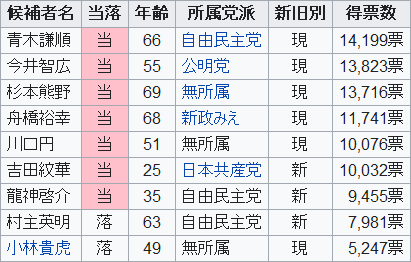 候補者名 当落 年齢 所属党派 新旧別 得票数
青木謙順 当 66 自由民主党 現 14,199票
今井智広 当 55 公明党 現 13,823票
杉本熊野 当 69 無所属 現 13,716票
舟橋裕幸 当 68 新政みえ 現 11,741票
川口円 当 51 無所属 現 10,076票
吉田紋華 当 25 日本共産党 新 10,032票
龍神啓介 当 35 自由民主党 新 9,455票
村主英明 落 63 自由民主党 新 7,981票
小林貴虎 落 49 無所属 現 5,247票